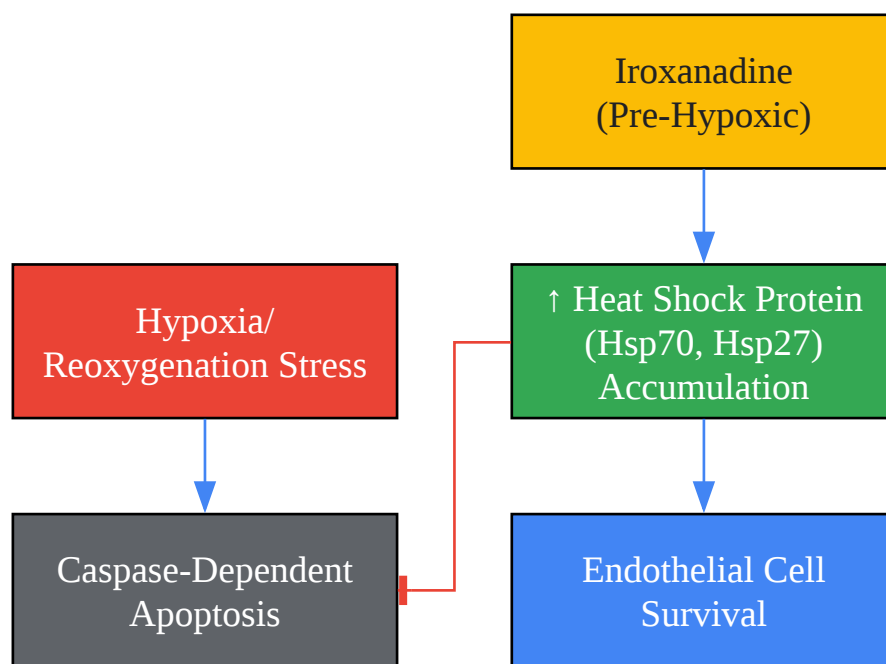 Iroxanadine
(Pre-Hypoxic)
Hypoxia/
Reoxygenation Stress
↑ Heat Shock Protein
(Hsp70, Hsp27)
Accumulation
Caspase-Dependent
Apoptosis
Endothelial Cell
Survival